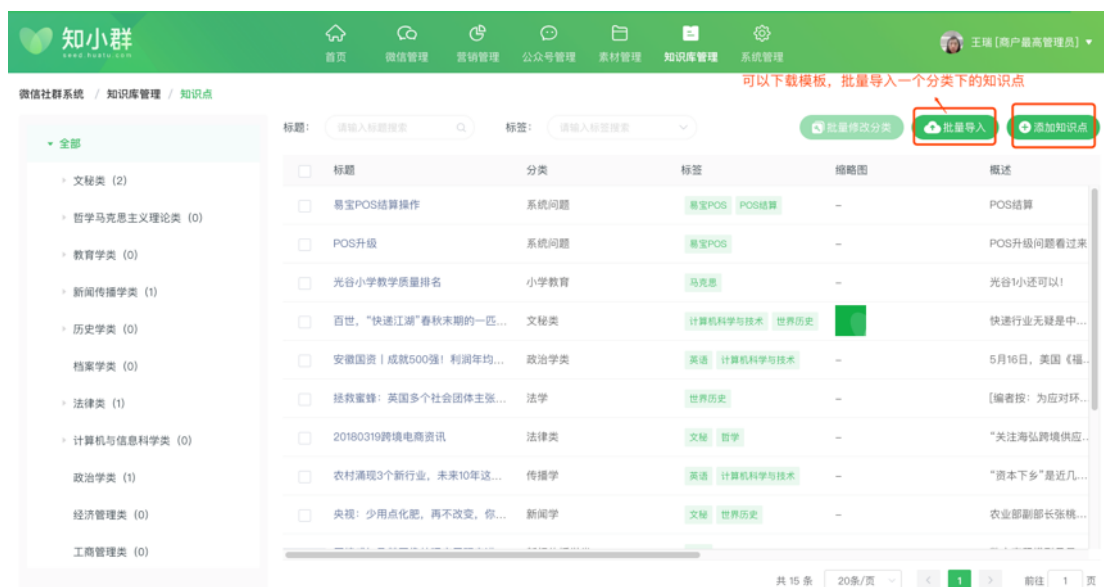 知小群
seed.huotu.com
首页 微信管理 营销管理 公众号管理 素材管理 知识库管理 系统管理
王瑞 [商户最高管理员]
可以下载模板，批量导入一个分类下的知识点
微信社群系统 / 知识库管理 / 知识点
标题： 请输入标题搜索 标签： 请输入标签搜索 批量修改分类 批量导入 添加知识点
全部
文秘类 (2)
哲学马克思主义理论类 (0)
教育学类 (0)
新闻传播学类 (1)
历史学类 (0)
档案学类 (0)
法律类 (1)
计算机与信息科学类 (0)
政治学类 (1)
经济管理类 (0)
工商管理类 (0)
标题 分类 标签 缩略图 概述
易宝POS结算操作 系统问题 易宝POS POS结算 – POS结算
POS升级 系统问题 易宝POS – POS升级问题看过来
光谷小学教学质量排名 小学教育 马克思 – 光谷1小还可以！
百世，“快递江湖”春秋末期的一匹... 文秘类 计算机科学与技术 世界历史 快递行业无疑是中...
安徽国资丨成就500强！利润年均... 政治学类 英语 计算机科学与技术 – 5月16日，美国《福...
拯救蜜蜂：英国多个社会团体主张... 法学 世界历史 – [编者按：为应对环...
20180319跨境电商资讯 法律类 文秘 哲学 – “关注海弘跨境供应...
农村涌现3个新行业，未来10年这... 传播学 英语 计算机科学与技术 – “资本下乡”是近几...
央视：少用点化肥，再不改变，你... 新闻学 文秘 世界历史 – 农业部副部长张桃...
共 15 条 20条/页 1 前往 1 页